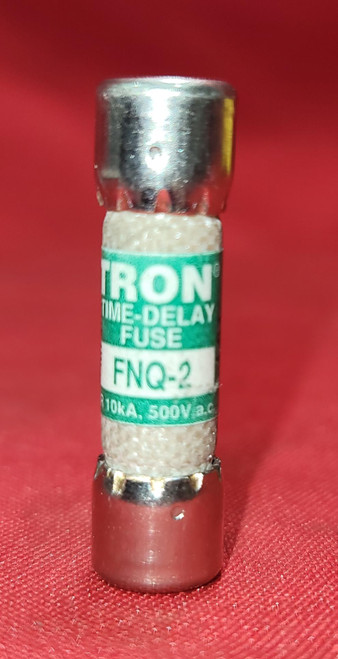 TRON®
TIME-DELAY
FUSE
FNQ-2
R 10kA, 500V a.c.